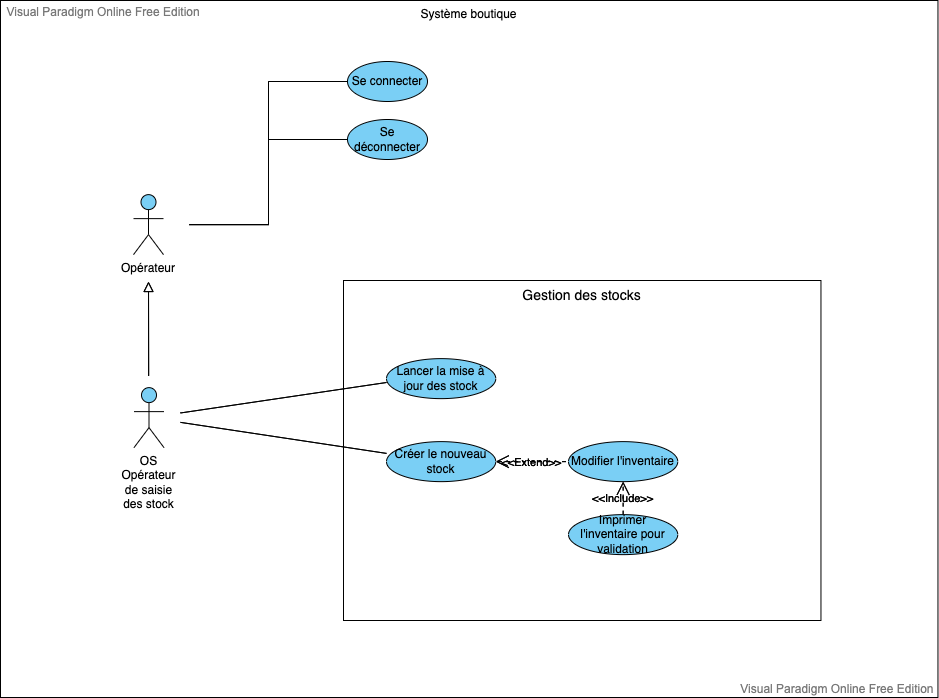 Visual Paradigm Online Free Edition
Système boutique
Se connecter
Se
déconnecter
Opérateur
Gestion des stocks
Lancer la mise à
jour des stock
OS
Opérateur
de saisie
des stock
Créer le nouveau
stock
<<Extend>>
Modifier l'inventaire
<<Include>>
Imprimer
l'inventaire pour
validation
Visual Paradigm Online Free Edition